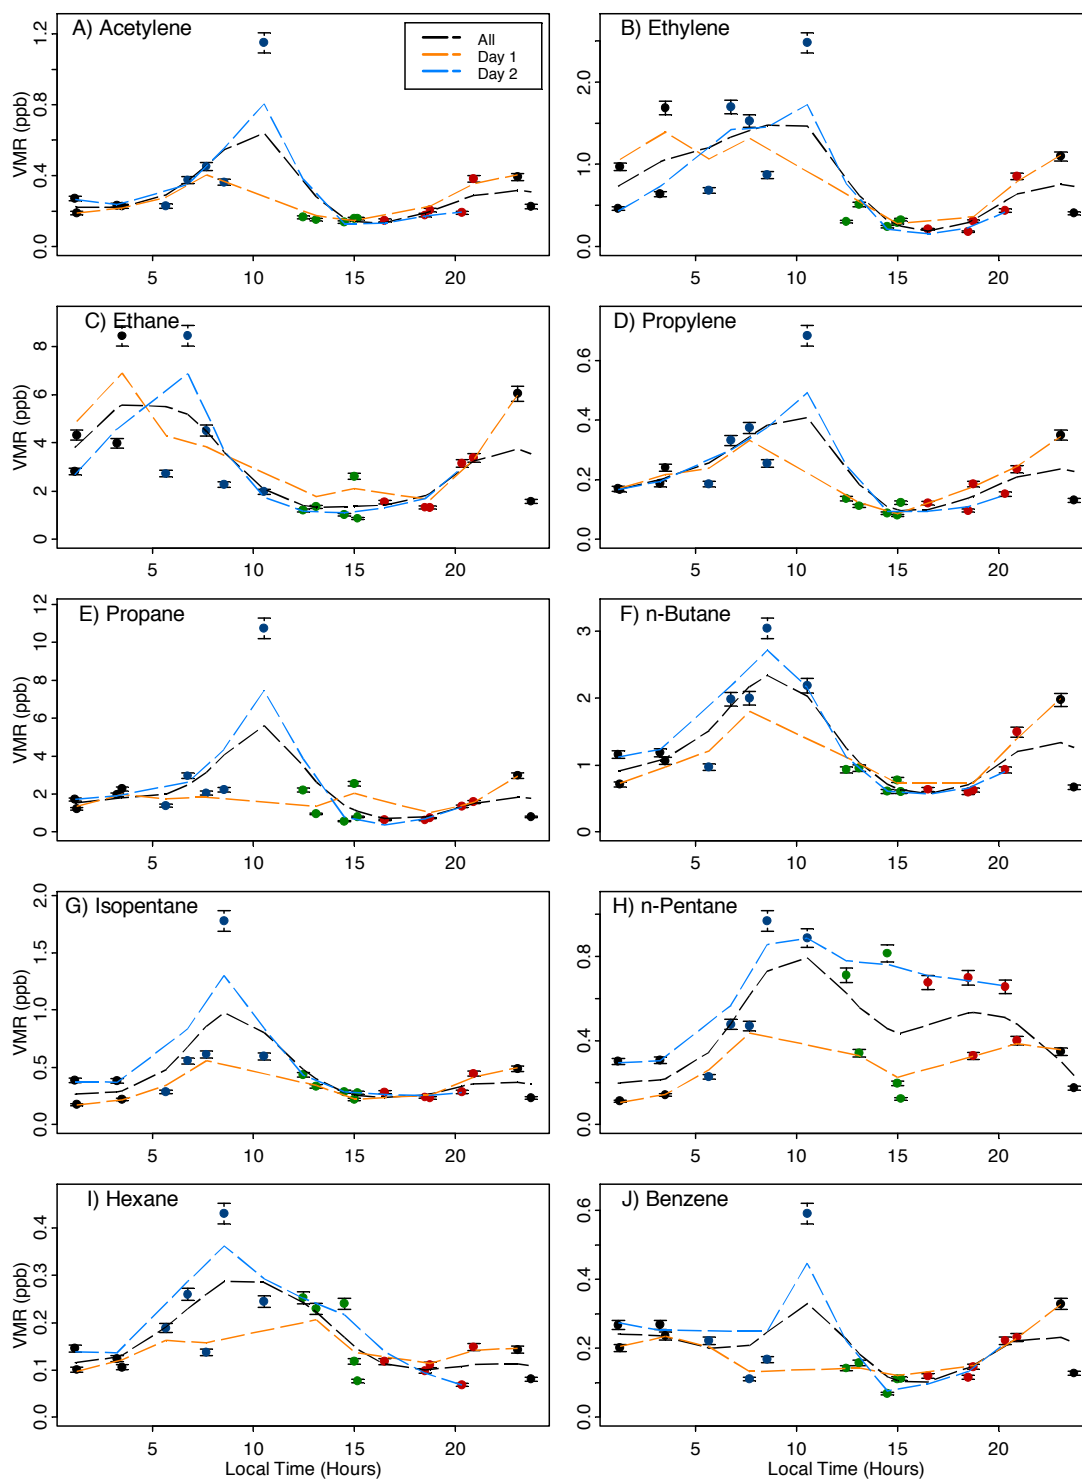 A) Acetylene
All
Day 1
Day 2
VMR (ppb)
0.0 0.4 0.8 1.2
5 10 15 20
B) Ethylene
0.0 1.0 2.0
5 10 15 20
C) Ethane
VMR (ppb)
0 2 4 6 8
5 10 15 20
D) Propylene
0.0 0.2 0.4 0.6
5 10 15 20
E) Propane
VMR (ppb)
0 2 4 6 8 10 12
5 10 15 20
F) n-Butane
0 1 2 3
5 10 15 20
G) Isopentane
VMR (ppb)
0.0 0.5 1.0 1.5 2.0
5 10 15 20
H) n-Pentane
0.0 0.4 0.8
5 10 15 20
I) Hexane
VMR (ppb)
0.0 0.1 0.2 0.3 0.4
5 10 15 20
Local Time (Hours)
J) Benzene
0.0 0.2 0.4 0.6
5 10 15 20
Local Time (Hours)